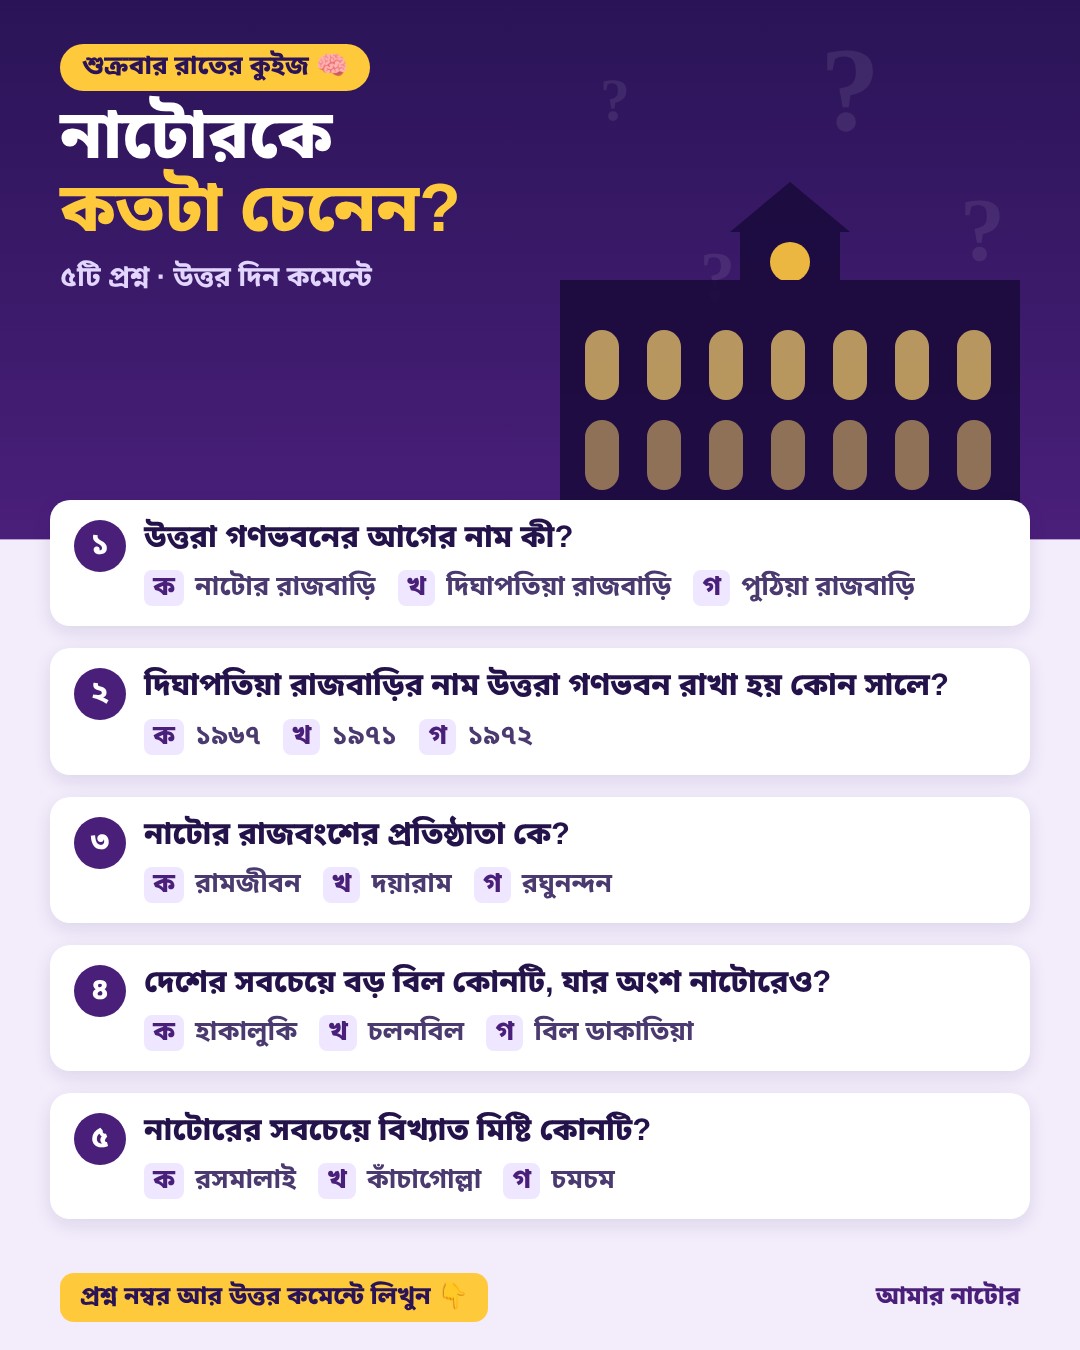 শুক্রবার রাতের কুইজ 🧠
নাটোরকে
কতটা চেনেন?
৫টি প্রশ্ন · উত্তর দিন কমেন্টে
?
?
?
?
১
উত্তরা গণভবনের আগের নাম কী?
ক নাটোর রাজবাড়ি খ দিঘাপতিয়া রাজবাড়ি গ পুঠিয়া রাজবাড়ি
২
দিঘাপতিয়া রাজবাড়ির নাম উত্তরা গণভবন রাখা হয় কোন সালে?
ক ১৯৬৭ খ ১৯৭১ গ ১৯৭২
৩
নাটোর রাজবংশের প্রতিষ্ঠাতা কে?
ক রামজীবন খ দয়ারাম গ রঘুনন্দন
৪
দেশের সবচেয়ে বড় বিল কোনটি, যার অংশ নাটোরেও?
ক হাকালুকি খ চলনবিল গ বিল ডাকাতিয়া
৫
নাটোরের সবচেয়ে বিখ্যাত মিষ্টি কোনটি?
ক রসমালাই খ কাঁচাগোল্লা গ চমচম
প্রশ্ন নম্বর আর উত্তর কমেন্টে লিখুন 👇
আমার নাটোর